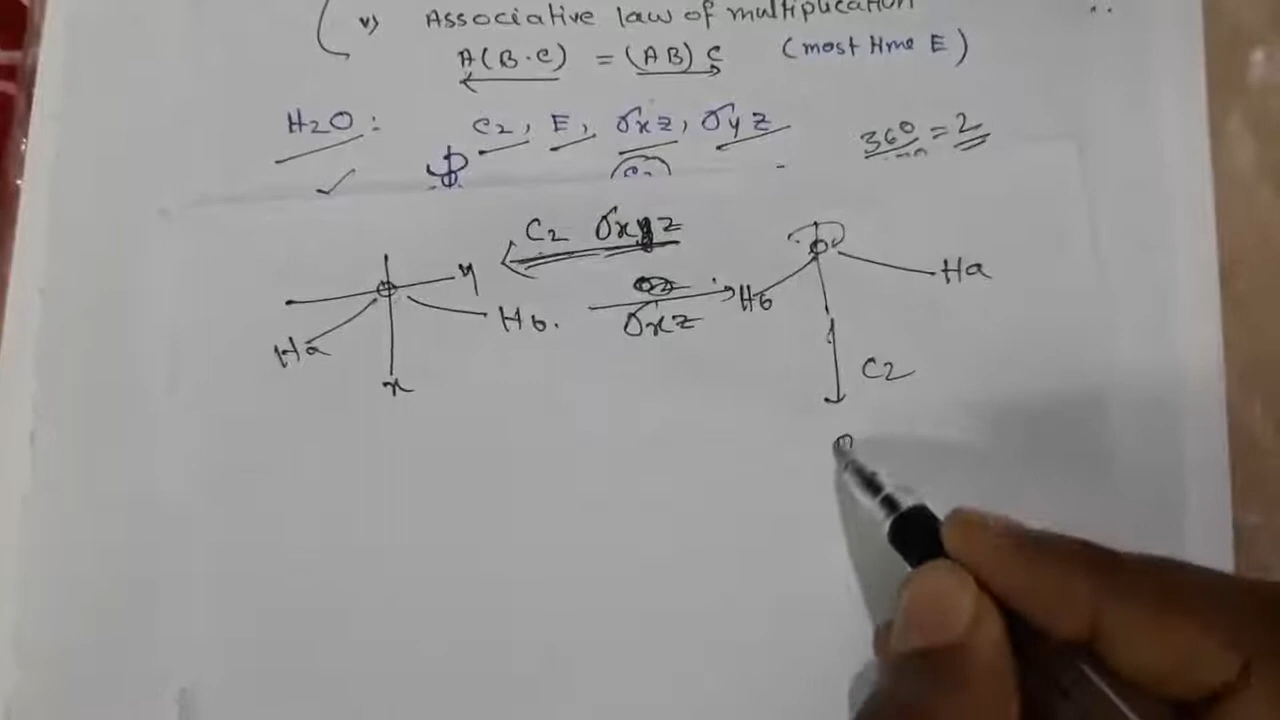 v) Associative law of multiplication
A(B·C) = (AB) C (most time E)
H2O: C2, E, σxz, σyz 360/ = 2
C2 σxz
y
Ha
Hb.
x
σxz
Hb
Ha
C2